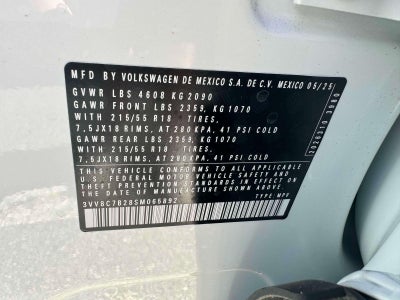 MFD BY VOLKSWAGEN DE MEXICO S.A. DE C.V. MEXICO 05/25
GVWR LBS 4608 KG 2090
GAWR FRONT LBS 2359, KG 1070
WITH 215/55 R18 TIRES.
7,5JX18 RIMS, AT 280 KPA, 41 PSI COLD
GAWR REAR LBS 2359, KG 1070
WITH 215/55 R18 TIRES,
7,5JX18 RIMS, AT 280 KPA, 41 PSI COLD
THIS VEHICLE CONFORMS TO ALL APPLICABLE
FEDERAL MOTOR VEHICLE SAFETY AND
THEFT PREVENTION STANDARDS IN EFFECT
ON THE DATE OF MANUFACTURE SHOWN ABOVE.
3VV8C7B28SM065892
TYPE: MPV